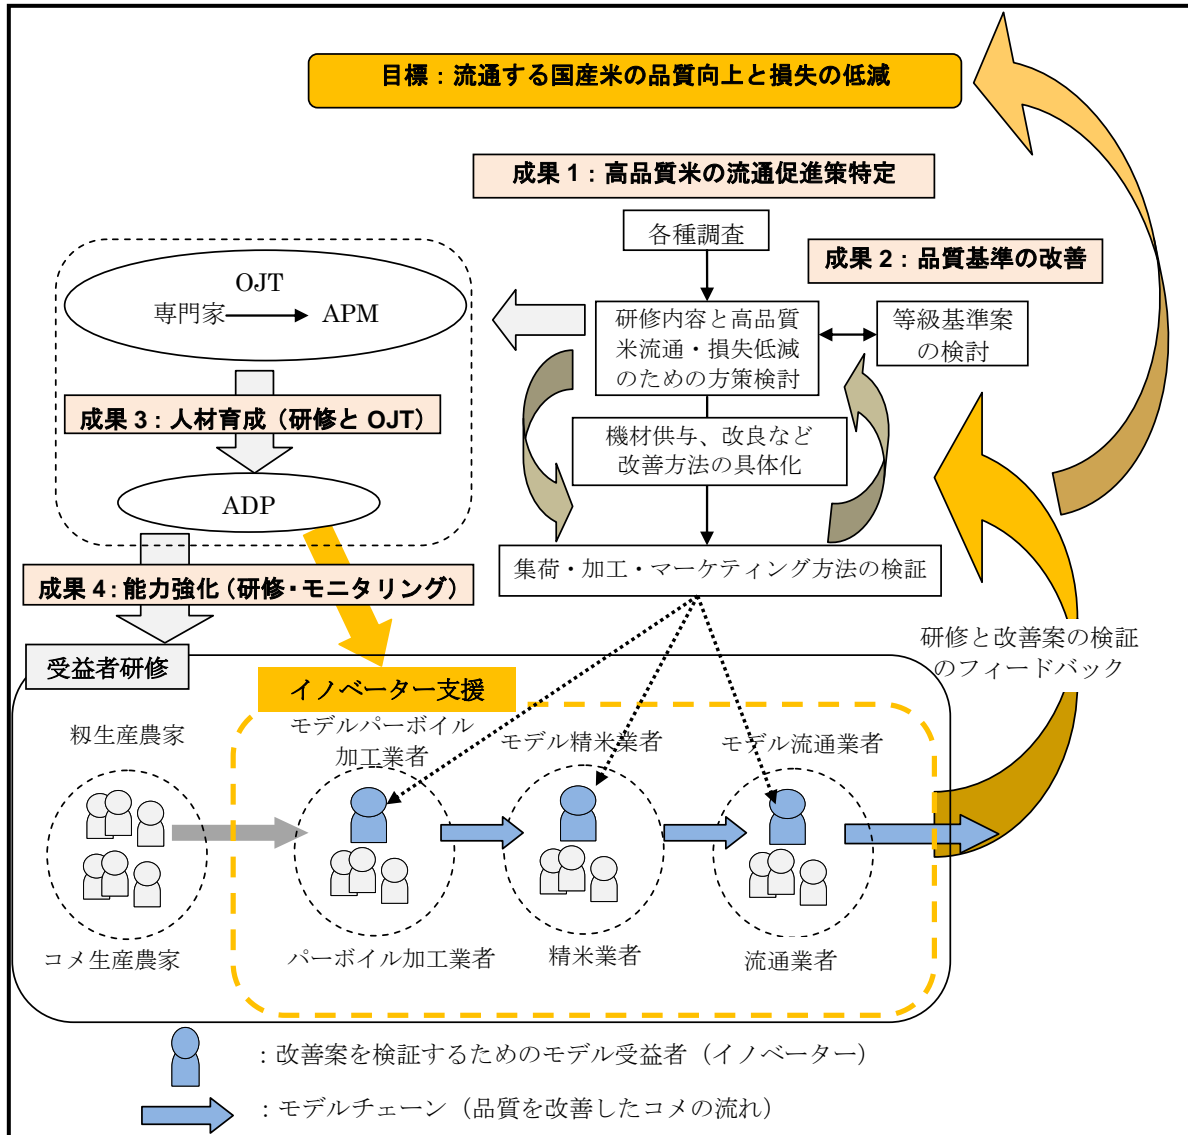 目標：流通する国産米の品質向上と損失の低減
成果 1：高品質米の流通促進策特定
各種調査
成果 2：品質基準の改善
OJT
専門家
APM
研修内容と高品質
米流通・損失低減
のための方策検討
等級基準案
の検討
成果 3：人材育成（研修と OJT）
機材供与、改良など
改善方法の具体化
ADP
集荷・加工・マーケティング方法の検証
成果 4：能力強化（研修・モニタリング）
研修と改善案の検証
のフィードバック
受益者研修
イノベーター支援
籾生産農家
モデルパーボイル
加工業者
モデル精米業者
モデル流通業者
コメ生産農家
パーボイル加工業者
精米業者
流通業者
：改善案を検証するためのモデル受益者（イノベーター）
：モデルチェーン（品質を改善したコメの流れ）